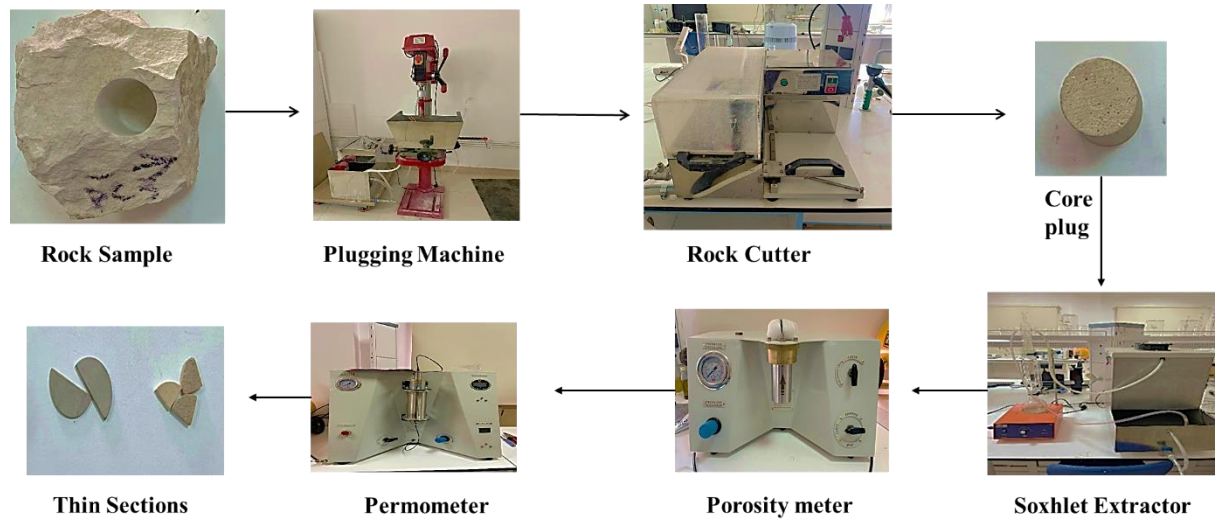 Rock Sample
Plugging Machine
Rock Cutter
Core
plug
Thin Sections
Permometer
Porosity meter
Soxhlet Extractor